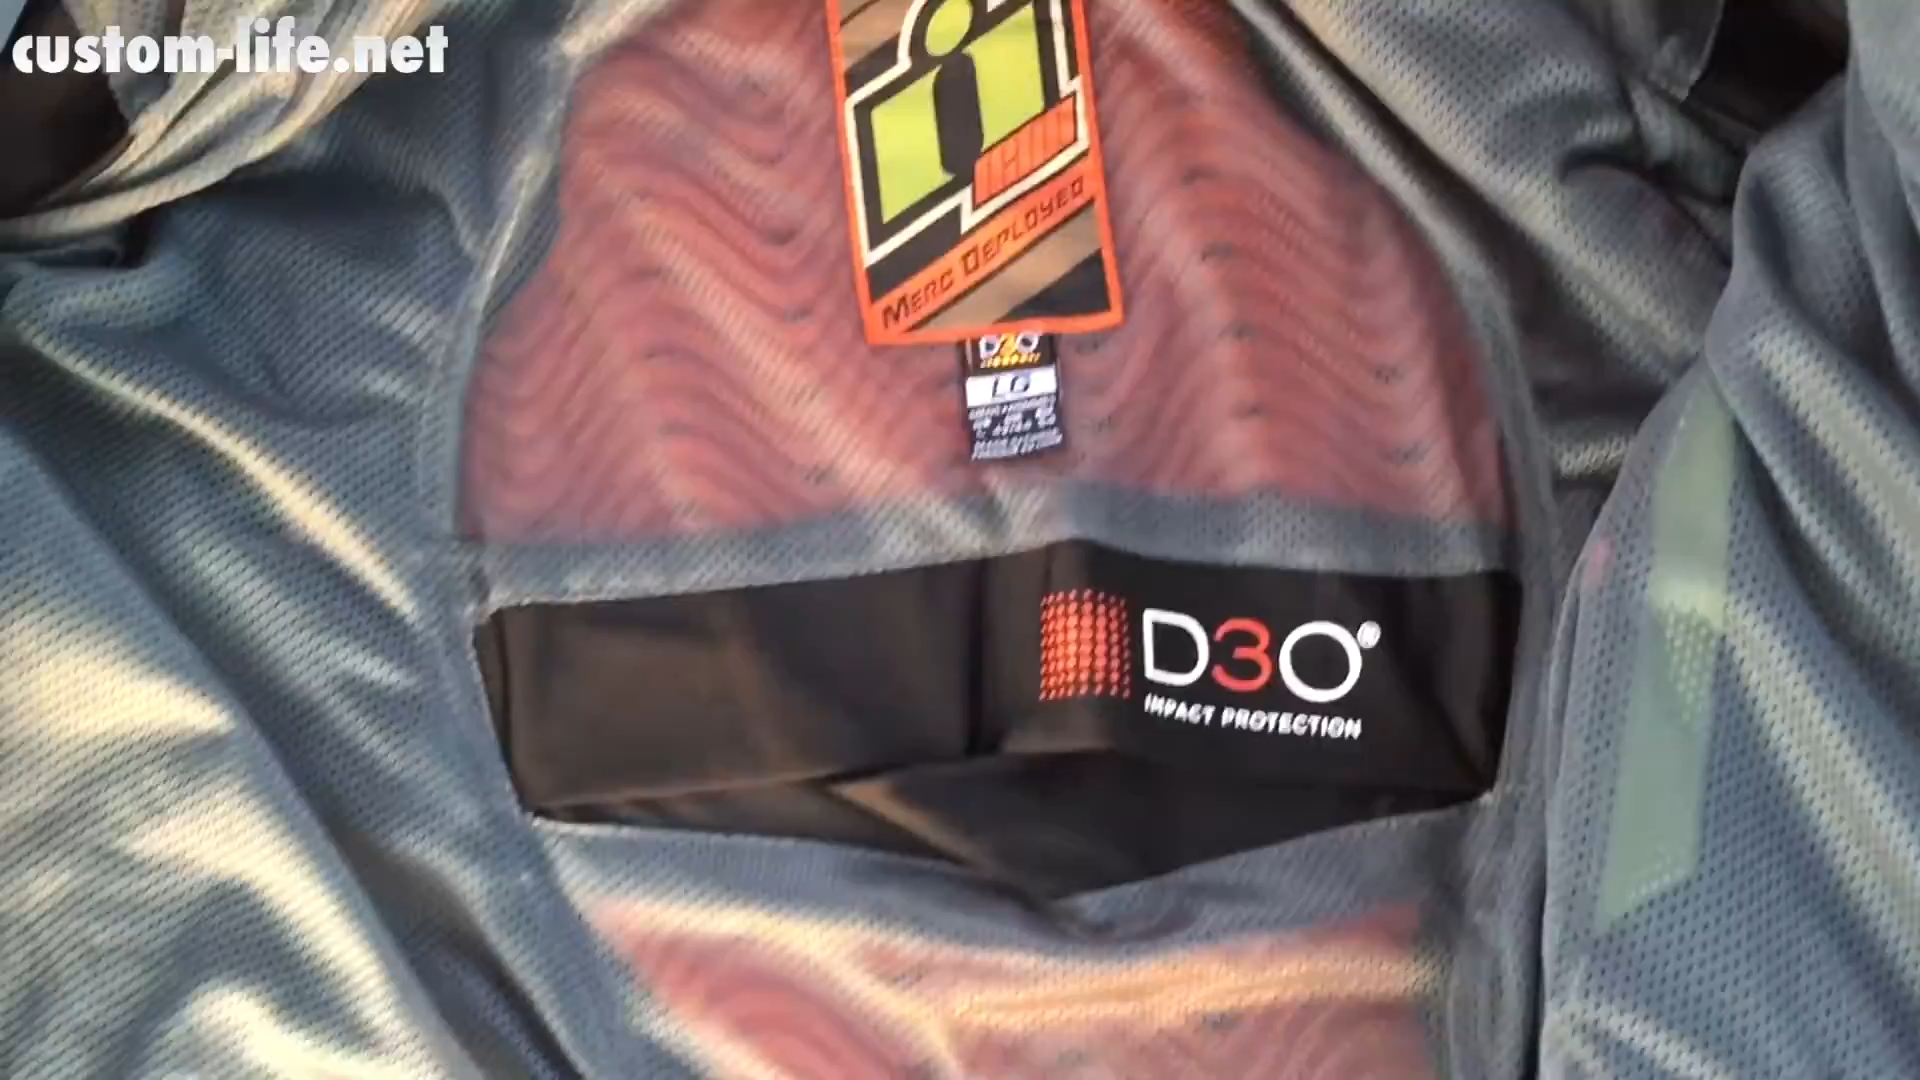 custom-life.net
MERC DEPLOYED
D3O
LG
D3O®
IMPACT PROTECTION